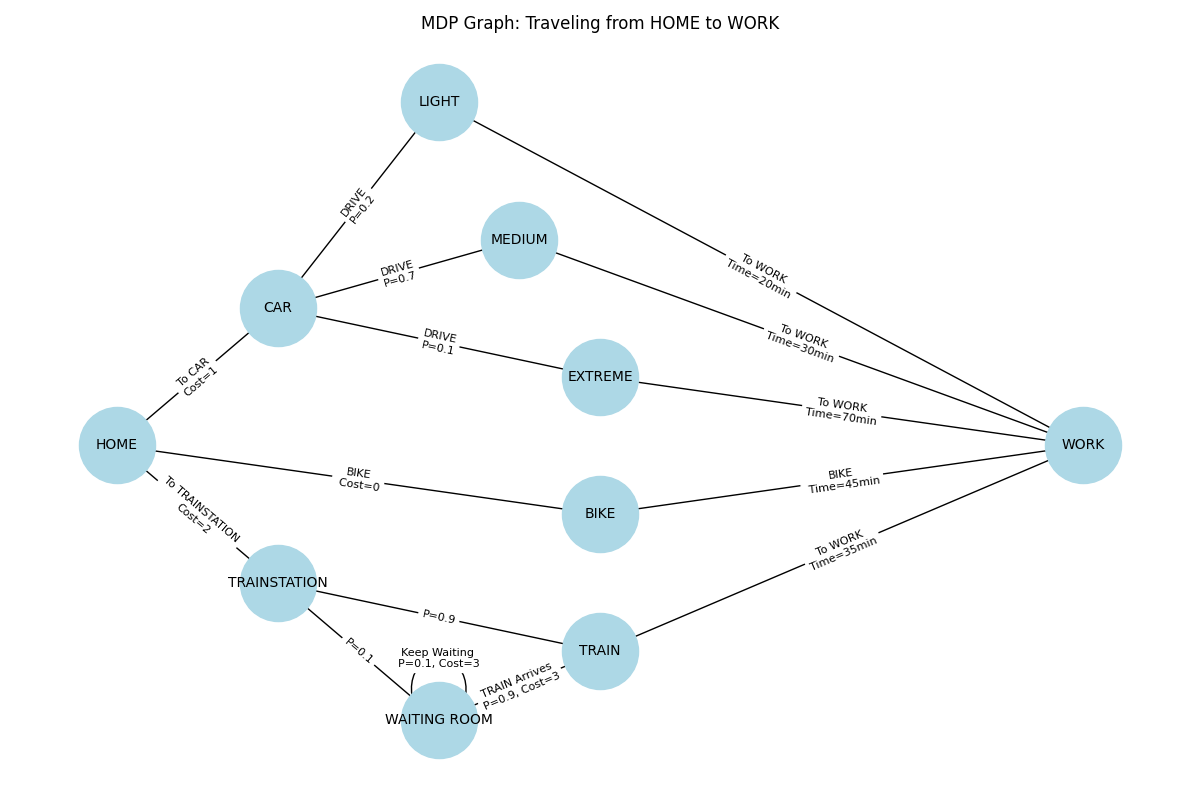 MDP Graph: Traveling from HOME to WORK
LIGHT
DRIVE
P=0.2
MEDIUM
To WORK
Time=20min
DRIVE
P=0.7
CAR
To WORK
Time=30min
DRIVE
P=0.1
EXTREME
To CAR
Cost=1
To WORK
Time=70min
HOME
WORK
BIKE
Cost=0
BIKE
Time=45min
To TRAINSTATION
Cost=2
BIKE
To WORK
Time=35min
TRAINSTATION
P=0.9
P=0.1
Keep Waiting
P=0.1, Cost=3
TRAIN
TRAIN Arrives
P=0.9, Cost=3
WAITING ROOM